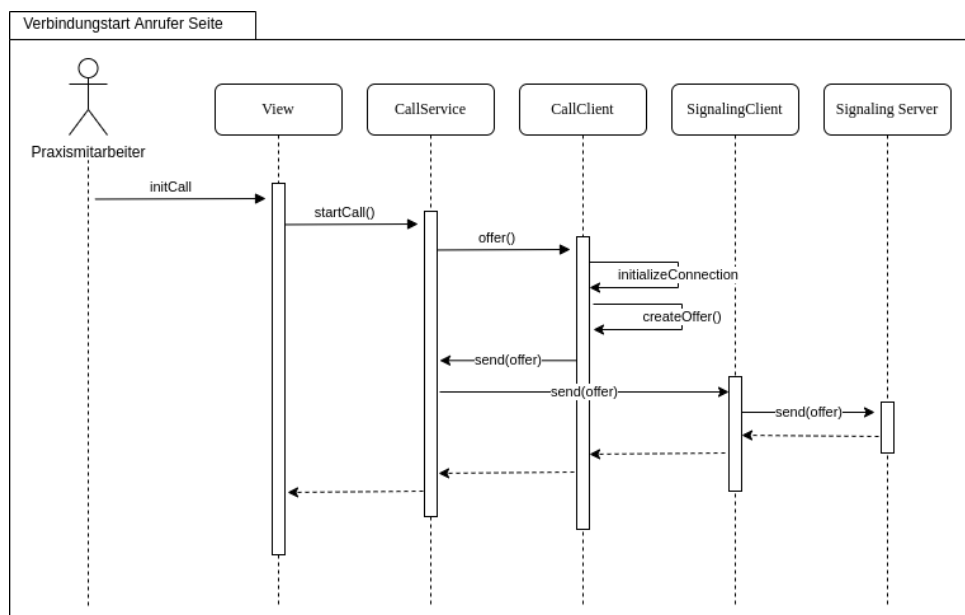 Verbindungstart Anrufer Seite
Praxismitarbeiter
View
CallService
CallClient
SignalingClient
Signaling Server
initCall
startCall()
offer()
initializeConnection
createOffer()
send(offer)
send(offer)
send(offer)